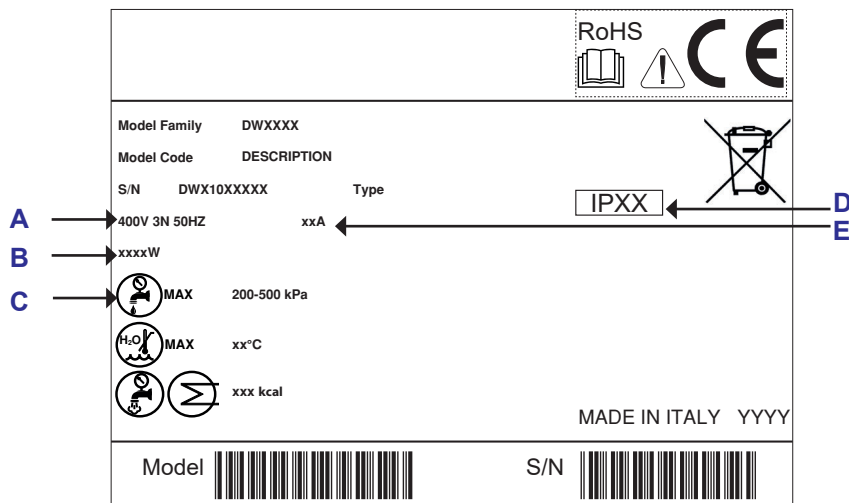 RoHS
CE
Model Family DWXXXX
Model Code DESCRIPTION
S/N DWX10XXXXX Type
IPXX
D
A
400V 3N 50HZ xxA
E
B
xxxxW
C
MAX 200-500 kPa
H₂O
MAX xx°C
xxx kcal
MADE IN ITALY YYYY
Model
S/N